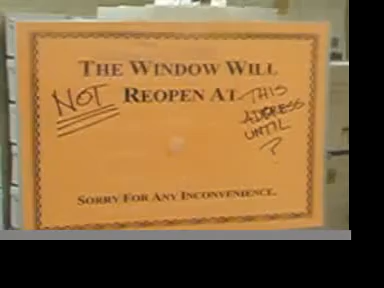 THE WINDOW WILL
NOT REOPEN AT THIS
ADDRESS
UNTIL
?
SORRY FOR ANY INCONVENIENCE.